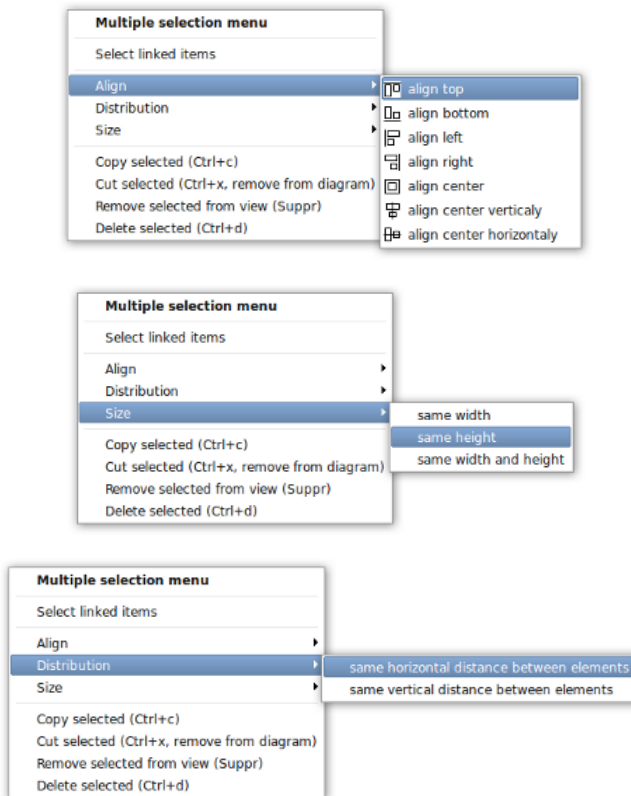 Multiple selection menu
Select linked items
Align
Distribution
Size
Copy selected (Ctrl+c)
Cut selected (Ctrl+x, remove from diagram)
Remove selected from view (Suppr)
Delete selected (Ctrl+d)
align top
align bottom
align left
align right
align center
align center verticaly
align center horizontaly
Multiple selection menu
Select linked items
Align
Distribution
Size
Copy selected (Ctrl+c)
Cut selected (Ctrl+x, remove from diagram)
Remove selected from view (Suppr)
Delete selected (Ctrl+d)
same width
same height
same width and height
Multiple selection menu
Select linked items
Align
Distribution
Size
Copy selected (Ctrl+c)
Cut selected (Ctrl+x, remove from diagram)
Remove selected from view (Suppr)
Delete selected (Ctrl+d)
same horizontal distance between elements
same vertical distance between elements